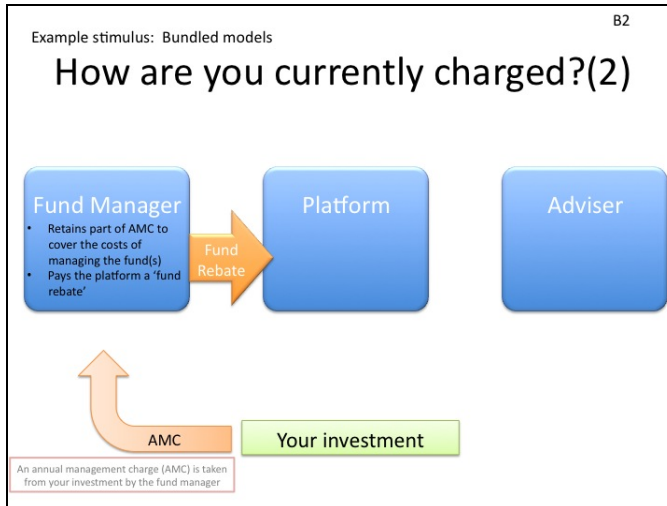 B2
Example stimulus: Bundled models
How are you currently charged?(2)
Fund Manager
• Retains part of AMC to
cover the costs of
managing the fund(s)
• Pays the platform a ‘fund
rebate’
Fund
Rebate
Platform
Adviser
AMC
Your investment
An annual management charge (AMC) is taken
from your investment by the fund manager